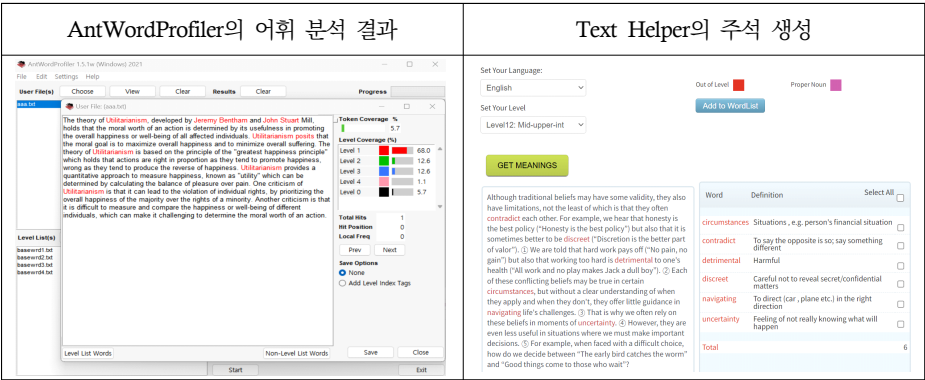 AntWordProfiler의 어휘 분석 결과
Text Helper의 주석 생성
AntWordProfiler 1.5.1w (Windows) 2021
File Edit Settings Help
User File(s) Choose View Clear Results Clear Progress
aaa.txt
User File: (aaa.txt)
The theory of Utilitarianism, developed by Jeremy Bentham and John Stuart Mill,
holds that the moral worth of an action is determined by its usefulness in promoting
the overall happiness or well-being of all affected individuals. Utilitarianism posits that
the moral goal is to maximize overall happiness and to minimize overall suffering. The
theory of Utilitarianism is based on the principle of the "greatest happiness principle"
which holds that actions are right in proportion as they tend to promote happiness,
wrong as they tend to produce the reverse of happiness. Utilitarianism provides a
quantitative approach to measure happiness, known as "utility" which can be
determined by calculating the balance of pleasure over pain. One criticism of
Utilitarianism is that it can lead to the violation of individual rights, by prioritizing the
overall happiness of the majority over the rights of a minority. Another criticism is that
it is difficult to measure and compare the happiness or well-being of different
individuals, which can make it challenging to determine the moral worth of an action.
Token Coverage %
5.7
Level Coverage (%)
Level 1 68.0
Level 2 12.6
Level 3 12.6
Level 4 1.1
Level 0 5.7
Total Hits 1
Hit Position 0
Local Freq 0
Prev Next
Save Options
None
Add Level Index Tags
Level List(s)
basewrd1.txt
basewrd2.txt
basewrd3.txt
basewrd4.txt
Level List Words Non-Level List Words Save Close
Start Exit
Set Your Language:
English
Set Your Level
Level12: Mid-upper-int
Out of Level Proper Noun
Add to WordList
GET MEANINGS
Although traditional beliefs may have some validity, they also
have limitations, not the least of which is that they often
contradict each other. For example, we hear that honesty is
the best policy ("Honesty is the best policy") but also that it is
sometimes better to be discreet ("Discretion is the better part
of valor"). ① We are told that hard work pays off ("No pain, no
gain") but also that working too hard is detrimental to one's
health ("All work and no play makes Jack a dull boy"). ② Each
of these conflicting beliefs may be true in certain
circumstances, but without a clear understanding of when
they apply and when they don't, they offer little guidance in
navigating life's challenges. ③ That is why we often rely on
these beliefs in moments of uncertainty. ④ However, they are
even less useful in situations where we must make important
decisions. ⑤ For example, when faced with a difficult choice,
how do we decide between "The early bird catches the worm"
and "Good things come to those who wait"?
Word Definition Select All
circumstances Situations , e.g. person's financial situation
contradict To say the opposite is so; say something
different
detrimental Harmful
discreet Careful not to reveal secret/confidential
matters
navigating To direct (car , plane etc.) in the right
direction
uncertainty Feeling of not really knowing what will
happen
Total 6